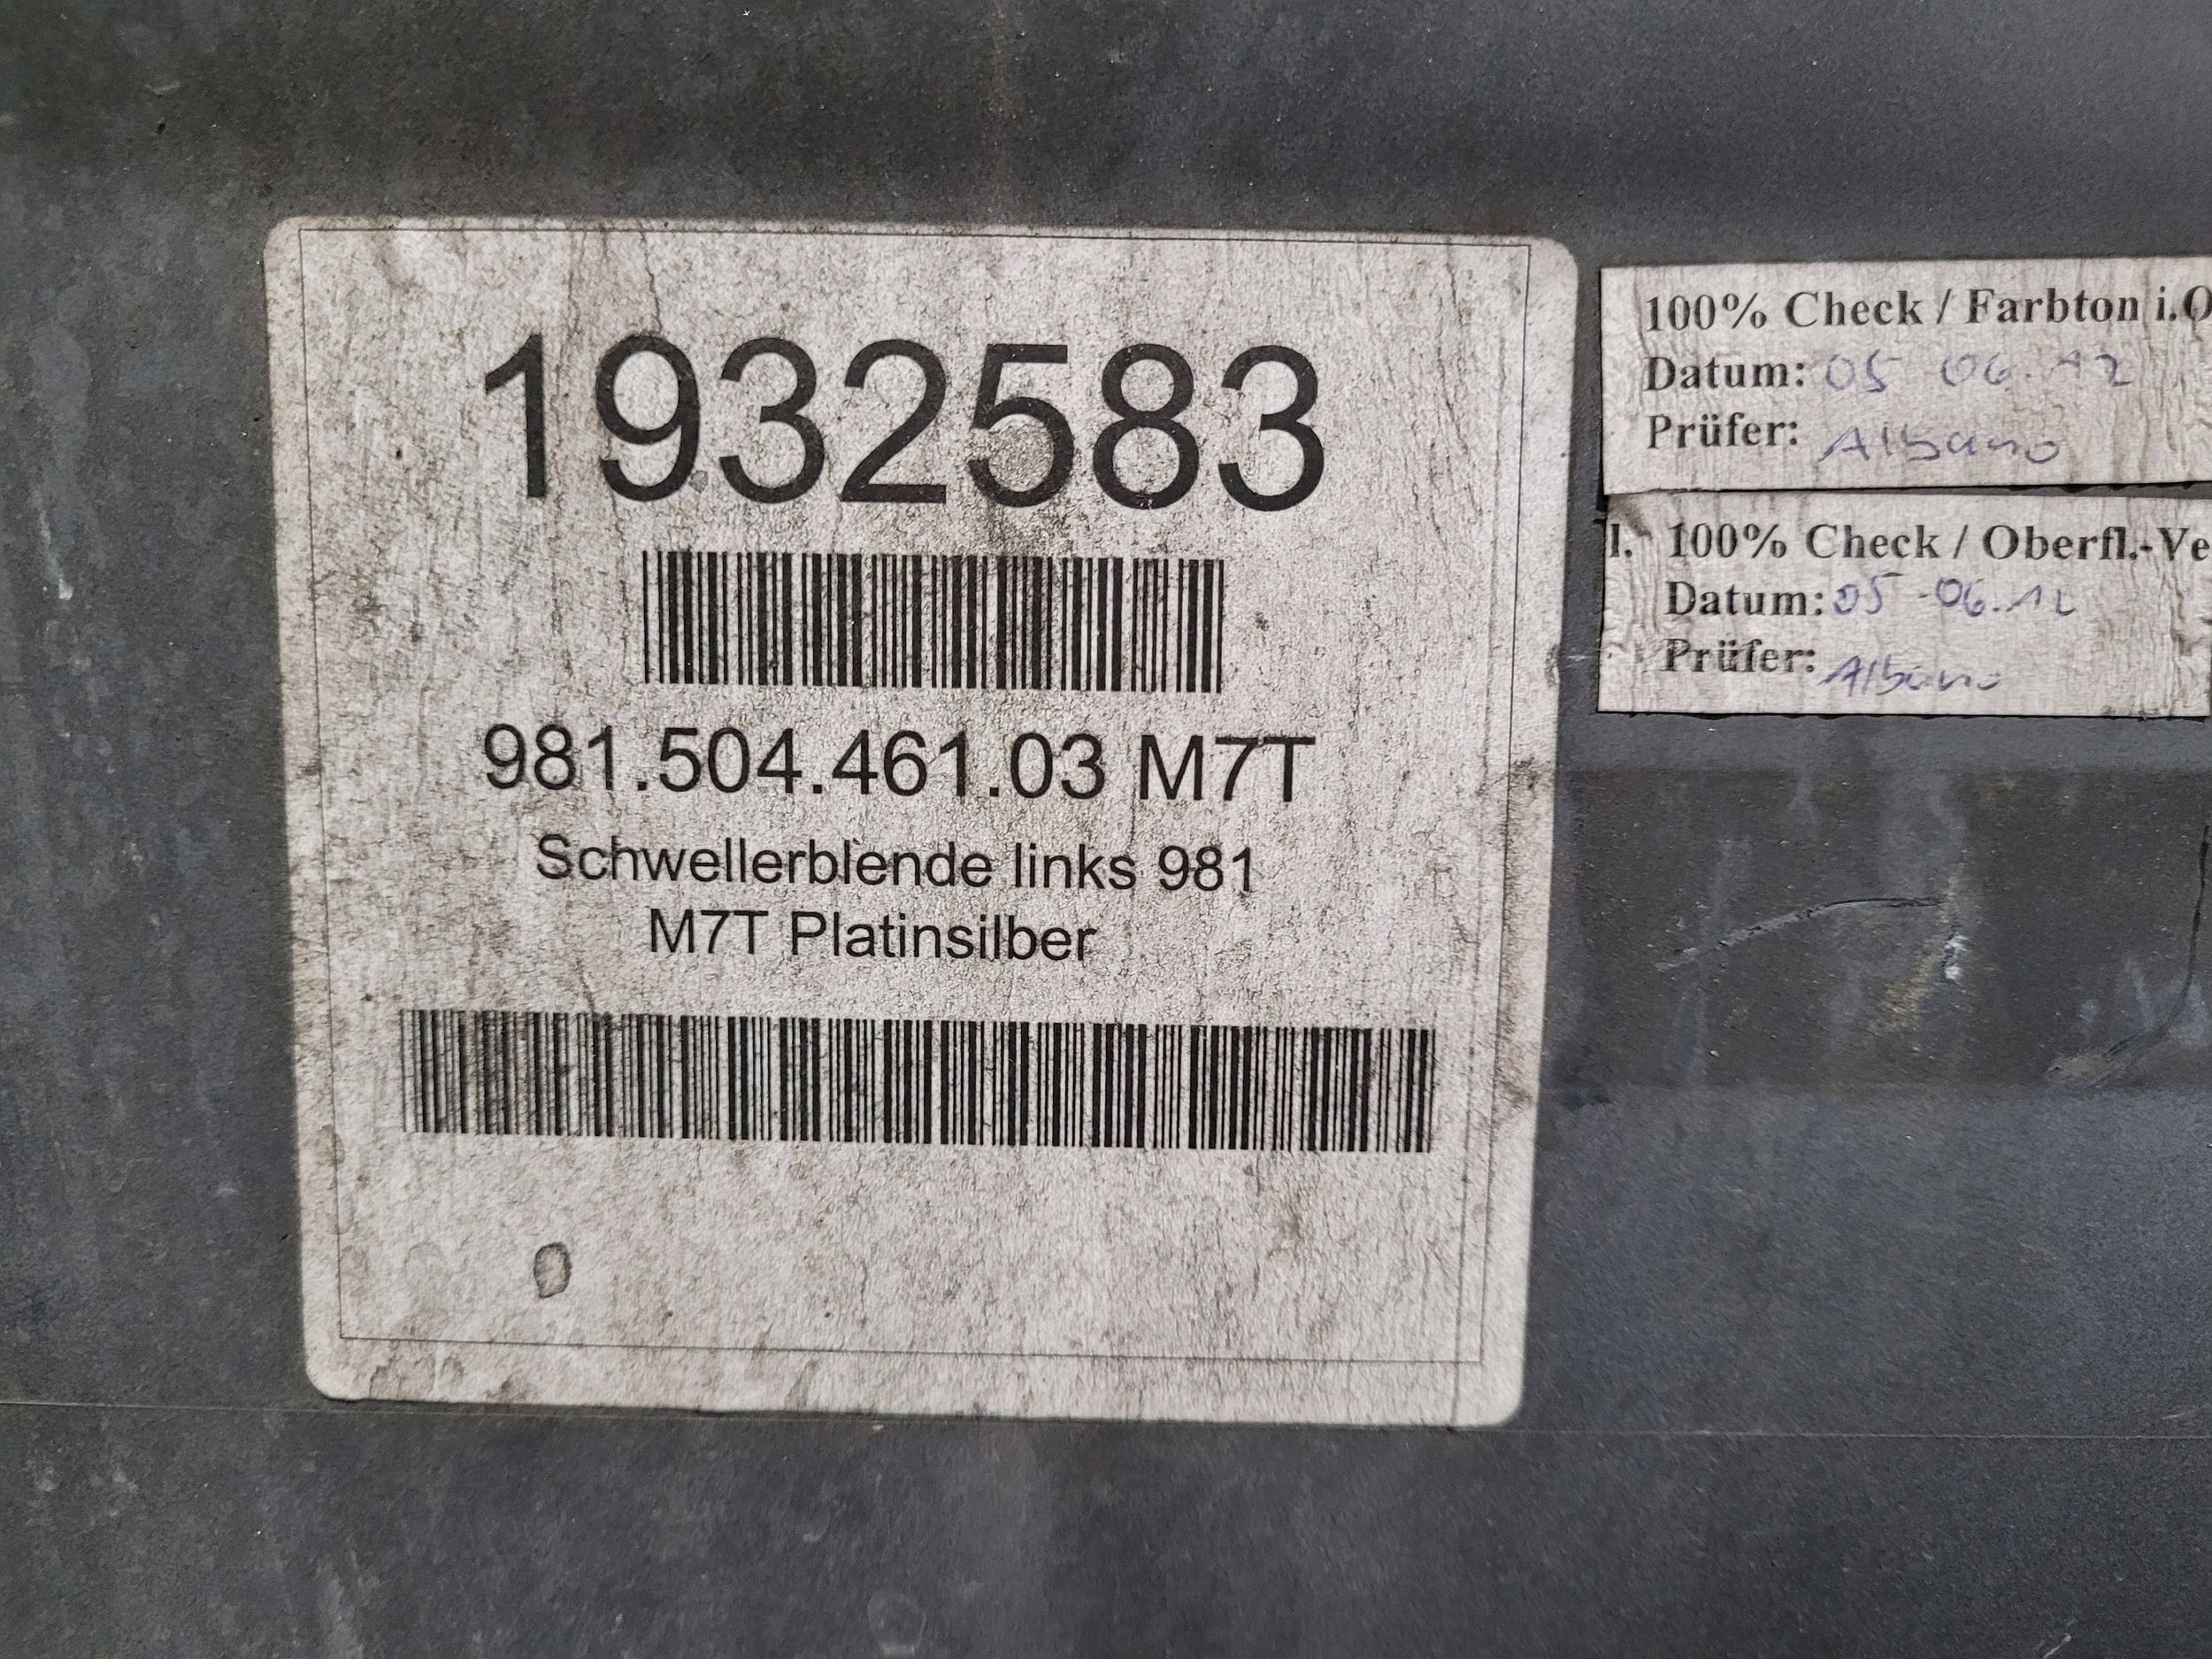 1932583
981.504.461.03 M7T
Schwellerblende links 981
M7T Platinsilber
100% Check / Farbton i.O
Datum: 05 06.12
Prüfer: Albano
l. 100% Check / Oberfl.-Ve
Datum: 05-06.12
Prüfer: Albano